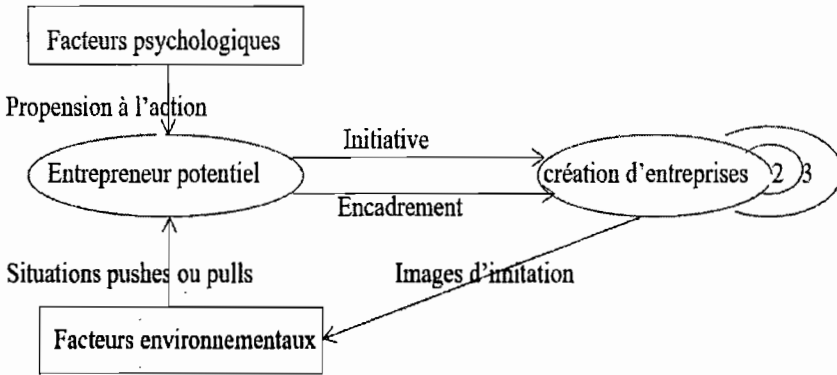 Facteurs psychologiques
Propension à l'action
Initiative
Entrepreneur potentiel
création d'entreprises
2
3
Encadrement
Situations pushes ou pulls
Images d'imitation
Facteurs environnementaux